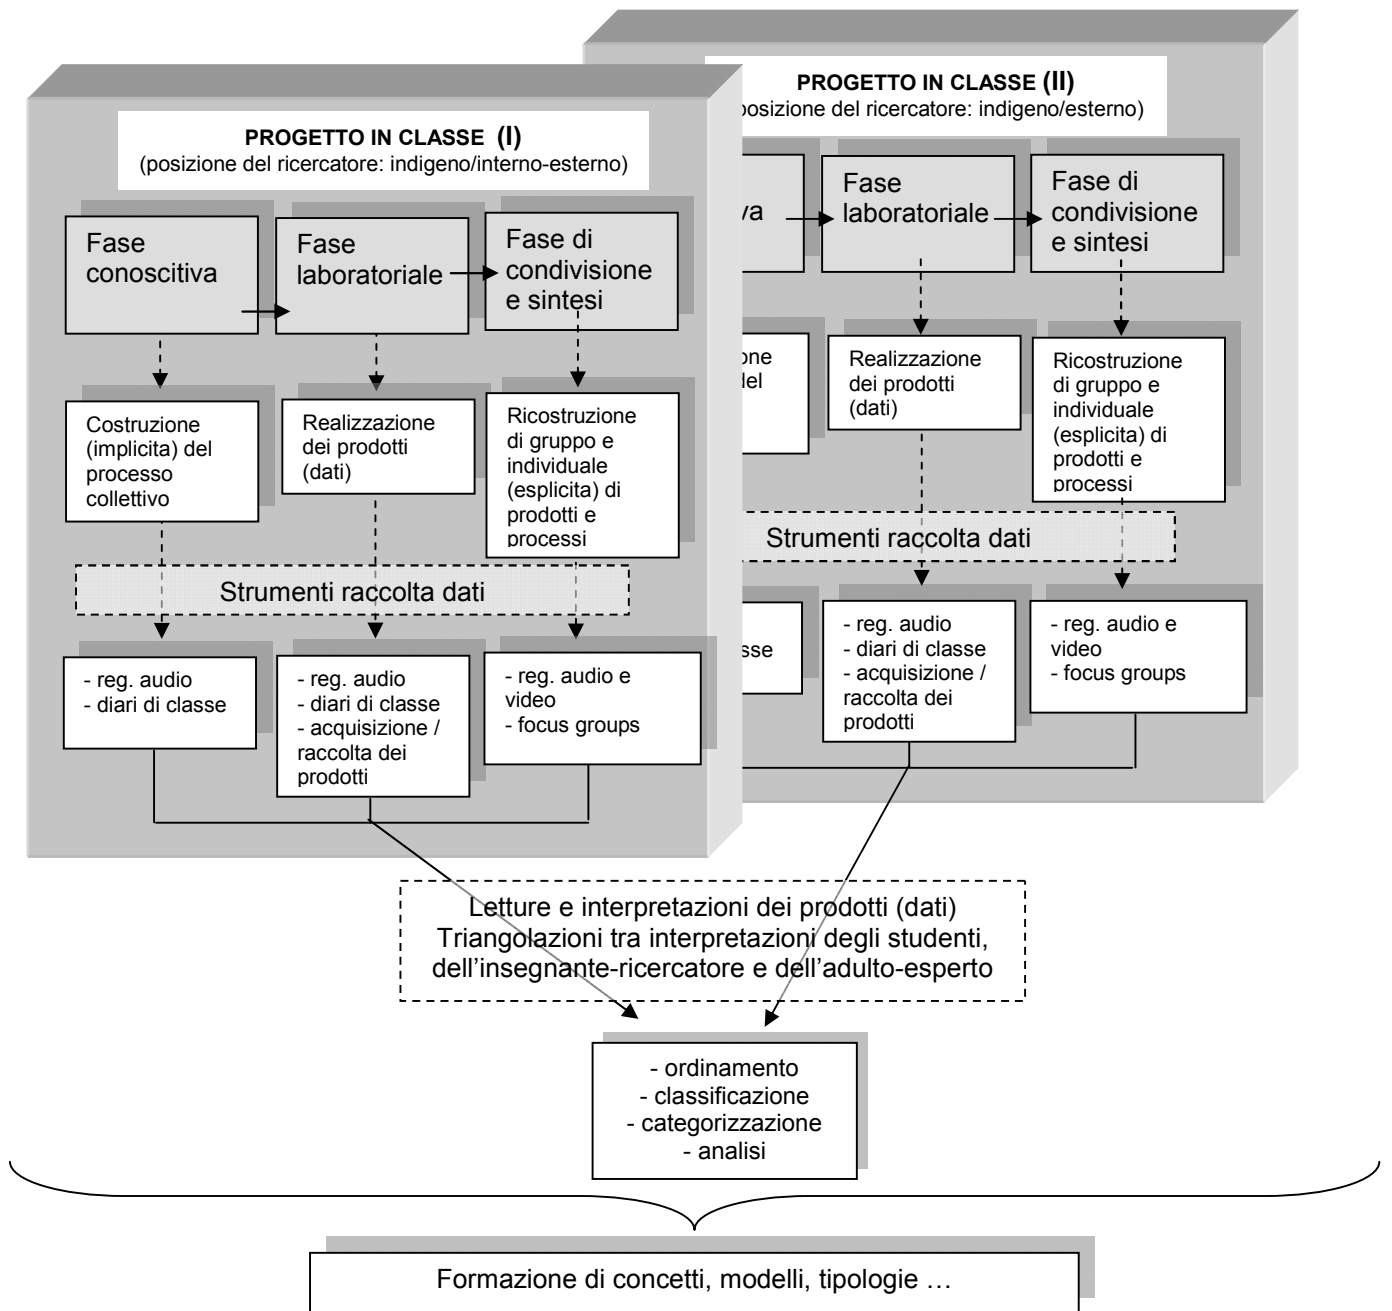 PROGETTO IN CLASSE (II)
posizione del ricercatore: indigeno/esterno)
PROGETTO IN CLASSE (I)
(posizione del ricercatore: indigeno/interno-esterno)
Fase
conoscitiva
Fase
laboratoriale
Fase di
condivisione
e sintesi
va
Fase
laboratoriale
Fase di
condivisione
e sintesi
Costruzione
(implicita) del
processo
collettivo
Realizzazione
dei prodotti
(dati)
Ricostruzione
di gruppo e
individuale
(esplicita) di
prodotti e
processi
one
del
Realizzazione
dei prodotti
(dati)
Ricostruzione
di gruppo e
individuale
(esplicita) di
prodotti e
processi
Strumenti raccolta dati
Strumenti raccolta dati
- reg. audio
- diari di classe
- reg. audio
- diari di classe
- acquisizione /
raccolta dei
prodotti
- reg. audio e
video
- focus groups
sse
- reg. audio
- diari di classe
- acquisizione /
raccolta dei
prodotti
- reg. audio e
video
- focus groups
Letture e interpretazioni dei prodotti (dati)
Triangolazioni tra interpretazioni degli studenti,
dell’insegnante-ricercatore e dell’adulto-esperto
- ordinamento
- classificazione
- categorizzazione
- analisi
Formazione di concetti, modelli, tipologie …